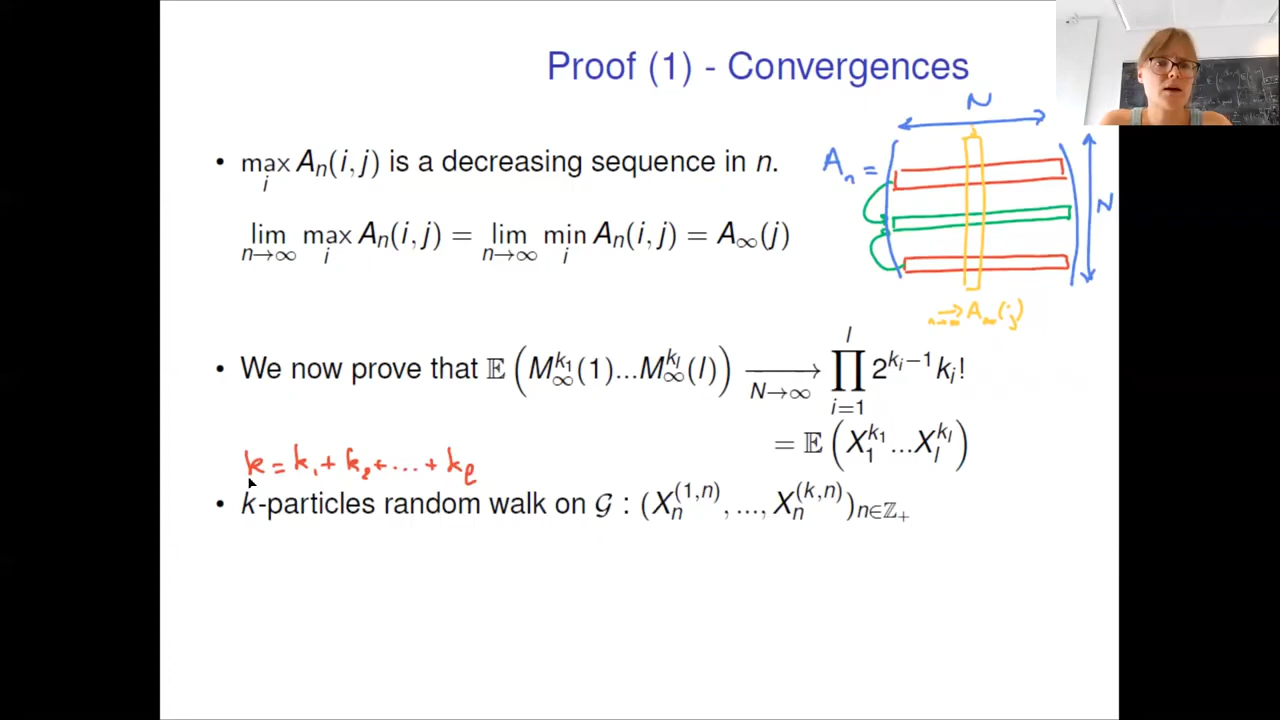 Proof (1) - Convergences
• max_i A_n(i, j) is a decreasing sequence in n.
lim_{n→∞} max_i A_n(i, j) = lim_{n→∞} min_i A_n(i, j) = A_∞(j)
N
A_n =
N
→_{n→∞} A_∞(j)
• We now prove that 𝔼 (M_∞^{k_1}(1)...M_∞^{k_l}(l)) ⟶_{N→∞} ∏_{i=1}^{l} 2^{k_i−1} k_i!
= 𝔼 (X_1^{k_1}...X_l^{k_l})
k = k_1 + k_2 + ... + k_ℓ
• k-particles random walk on 𝒢 : (X_n^{(1,n)}, ..., X_n^{(k,n)})_{n∈ℤ_+}